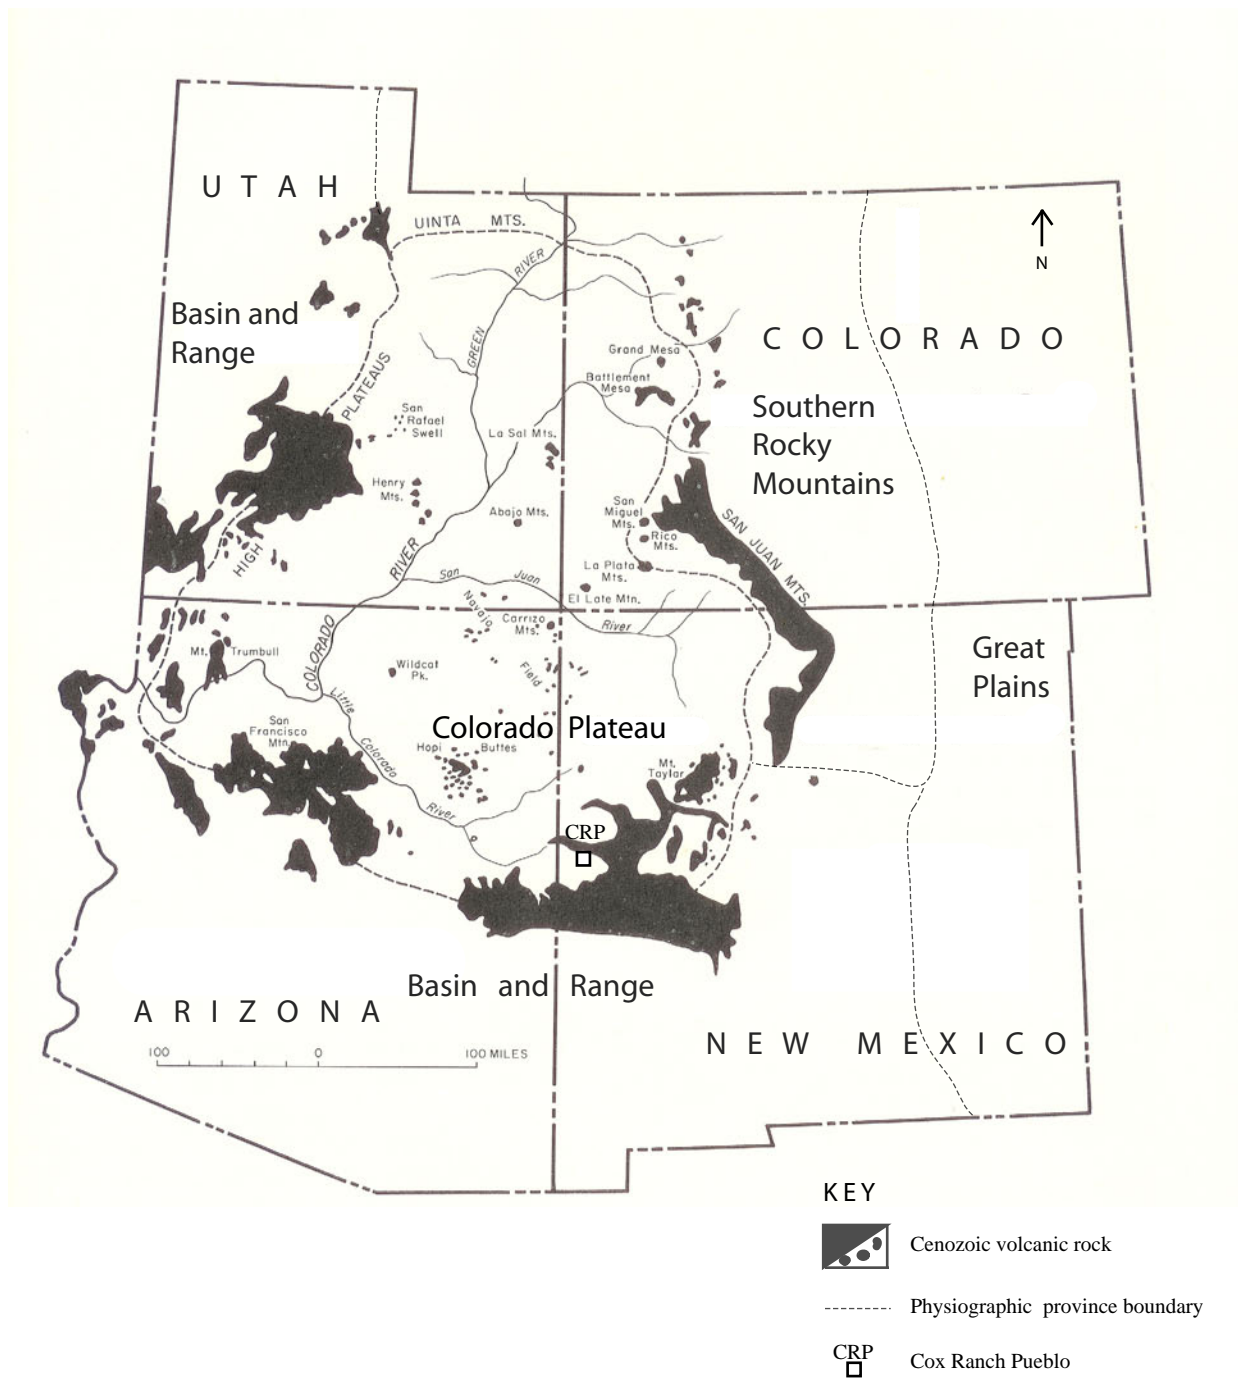 UTAH
UINTA MTS.
N
RIVER
Basin and
Range
GREEN
COLORADO
Grand Mesa
Battlement
Mesa
PLATEAUS
Southern
Rocky
Mountains
San
Rafael
Swell
La Sal Mts.
Henry
Mts.
Abajo Mts.
San
Miguel
Mts.
SAN JUAN MTS.
Rico
Mts.
HIGH
RIVER
San Juan
La Plata
Mts.
El Late Mtn.
Navajo
Carrizo
Mts.
River
COLORADO
Mt. Trumbull
Great
Plains
Wildcat
Pk.
Field
Little
San
Francisco
Mtn.
Colorado Plateau
Colorado
Hopi Buttes
Mt.
Taylor
River
CRP
Basin and Range
ARIZONA
NEW MEXICO
100 0 100 MILES
KEY
Cenozoic volcanic rock
Physiographic province boundary
CRP
Cox Ranch Pueblo